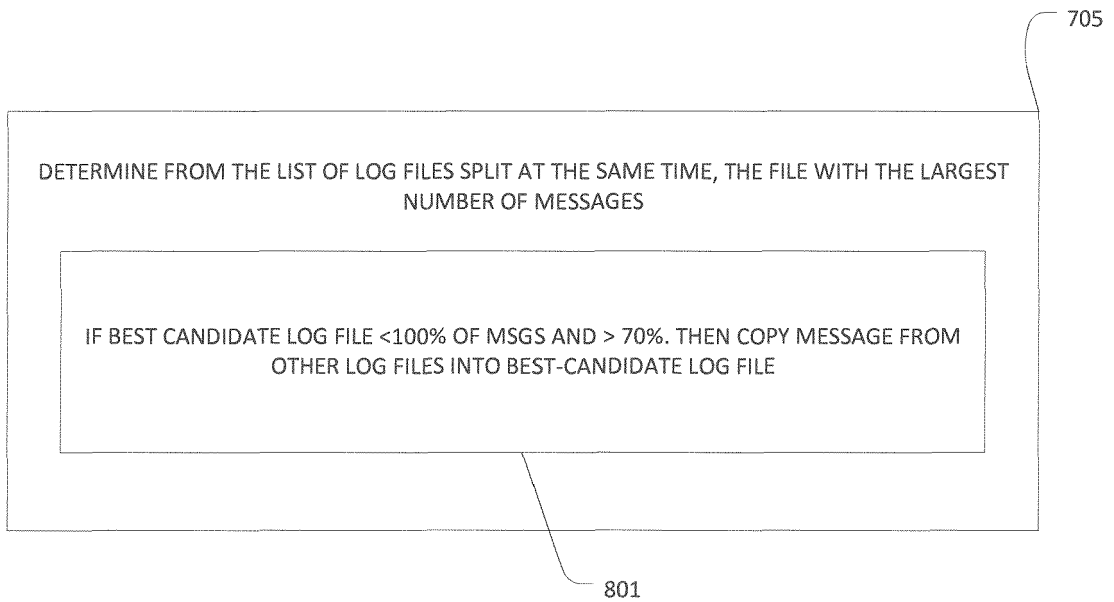 705
DETERMINE FROM THE LIST OF LOG FILES SPLIT AT THE SAME TIME, THE FILE WITH THE LARGEST
NUMBER OF MESSAGES
IF BEST CANDIDATE LOG FILE <100% OF MSGS AND > 70%. THEN COPY MESSAGE FROM
OTHER LOG FILES INTO BEST-CANDIDATE LOG FILE
801